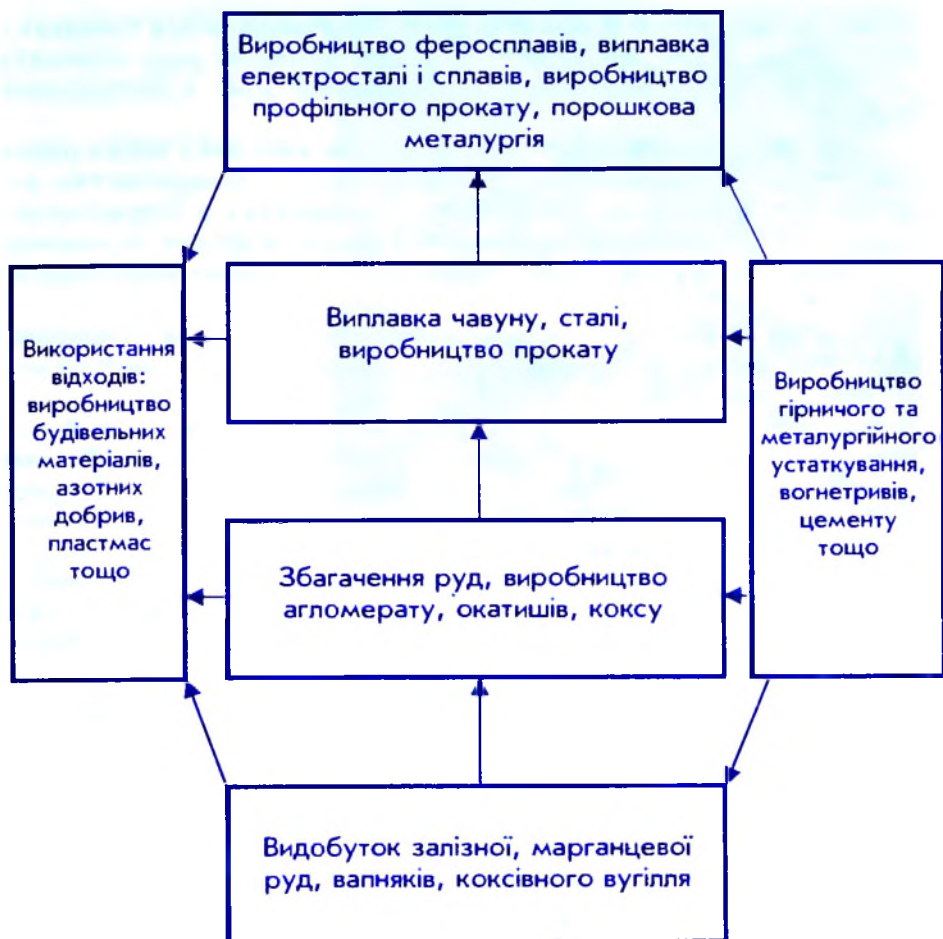 Виробництво феросплавів, виплавка
електросталі і сплавів, виробництво
профільного прокату, порошкова
металургія
Виплавка чавуну, сталі,
виробництво прокату
Використання
відходів:
виробництво
будівельних
матеріалів,
азотних
добрив,
пластмас
тощо
Виробництво
гірничого та
металургійного
устаткування,
вогнетривів,
цементу
тощо
Збагачення руд, виробництво
агломерату, окатишів, коксу
Видобуток залізної, марганцевої
руд, вапняків, коксівного вугілля